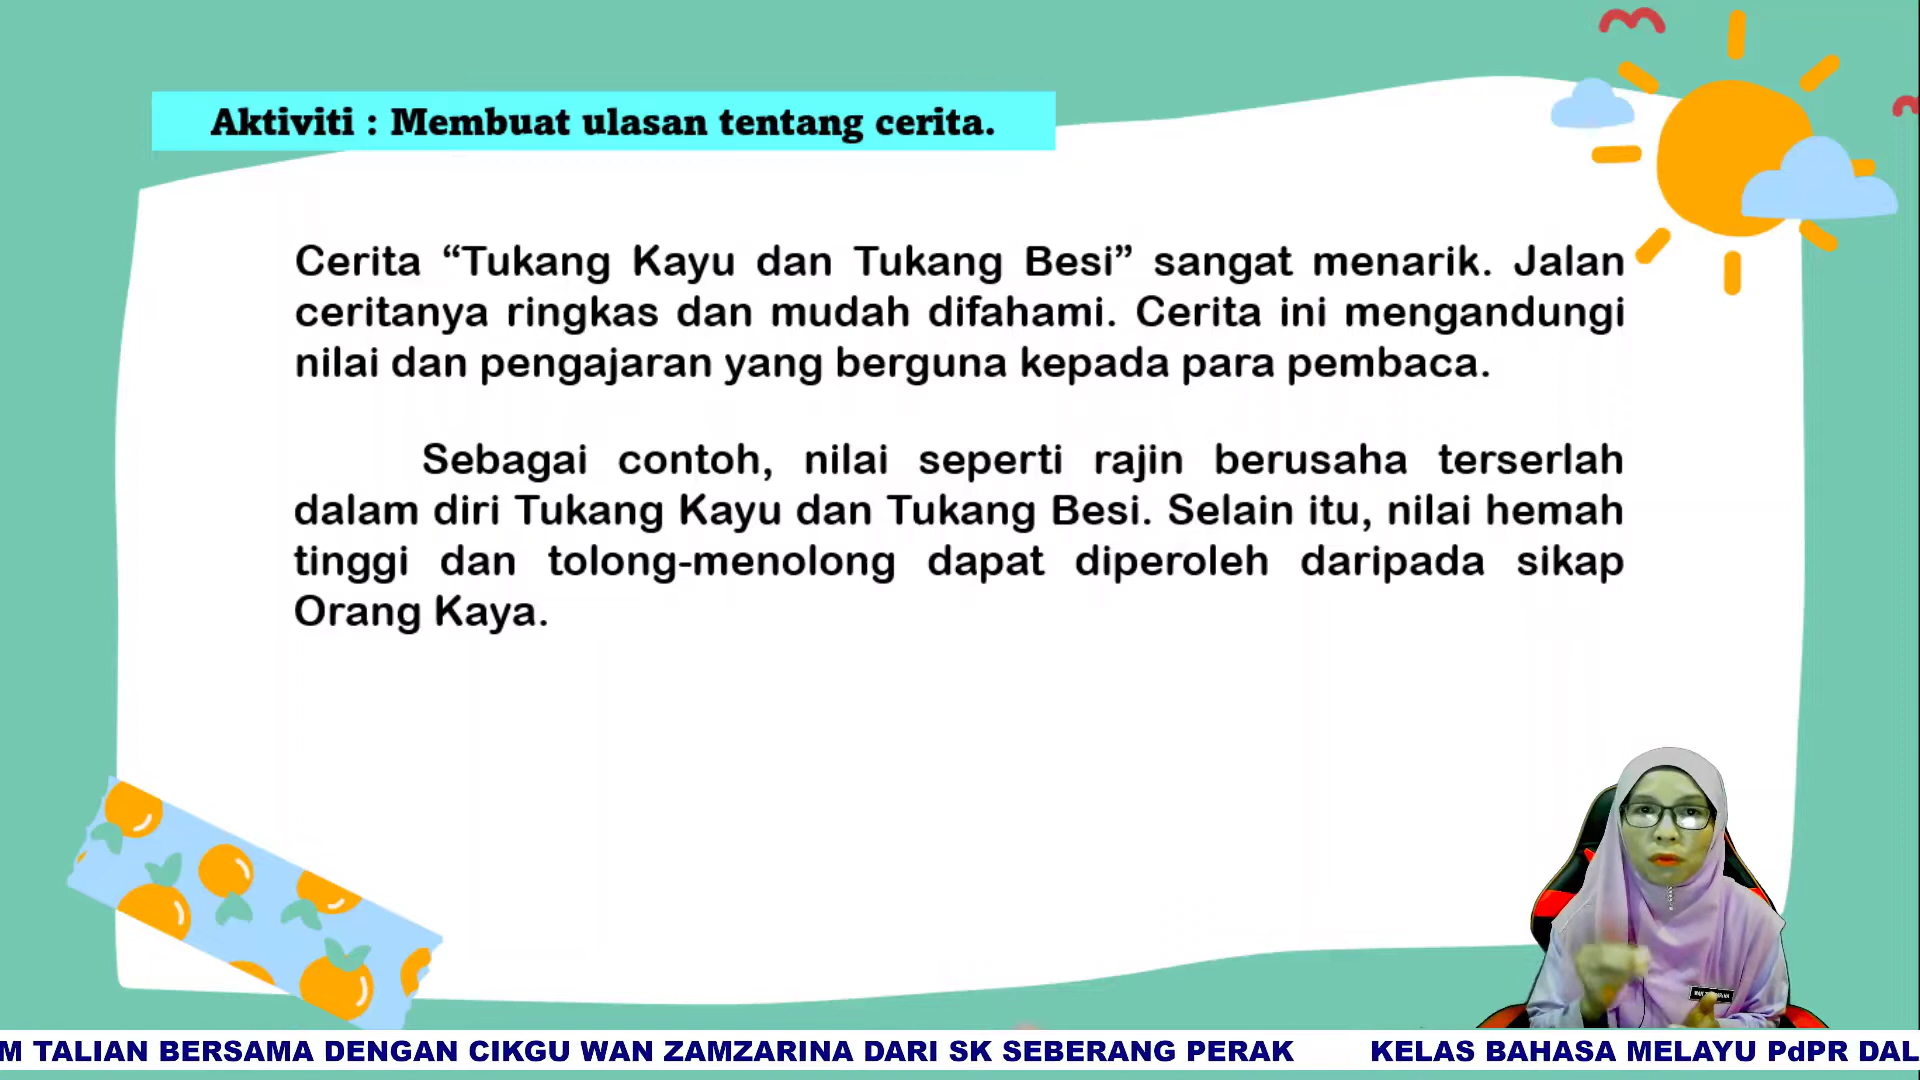 Aktiviti : Membuat ulasan tentang cerita.
Cerita “Tukang Kayu dan Tukang Besi” sangat menarik. Jalan
ceritanya ringkas dan mudah difahami. Cerita ini mengandungi
nilai dan pengajaran yang berguna kepada para pembaca.
Sebagai contoh, nilai seperti rajin berusaha terserlah
dalam diri Tukang Kayu dan Tukang Besi. Selain itu, nilai hemah
tinggi dan tolong-menolong dapat diperoleh daripada sikap
Orang Kaya.
M TALIAN BERSAMA DENGAN CIKGU WAN ZAMZARINA DARI SK SEBERANG PERAK KELAS BAHASA MELAYU PdPR DAL